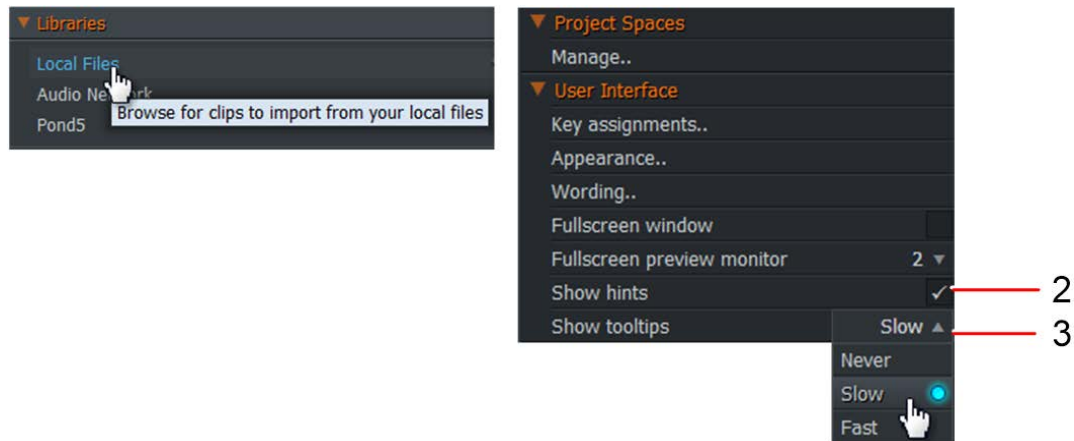 Libraries
Local Files
Audio Network
Browse for clips to import from your local files
Pond5
Project Spaces
Manage..
User Interface
Key assignments..
Appearance..
Wording..
Fullscreen window
Fullscreen preview monitor 2
Show hints 2
Show tooltips Slow 3
Never
Slow
Fast